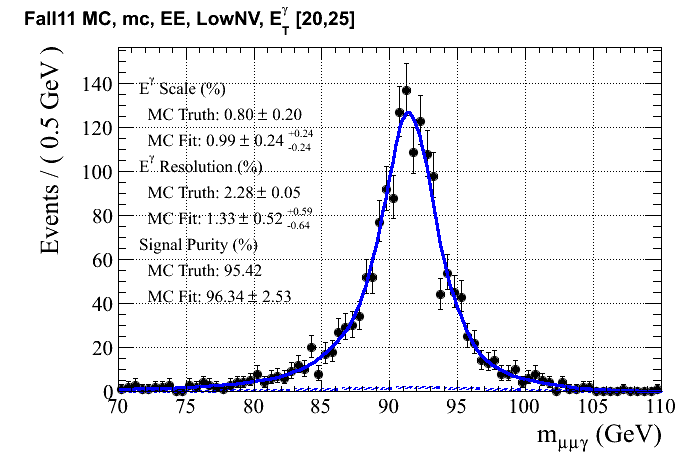 Fall11 MC, mc, EE, LowNV, E_T^γ [20,25]
Events / ( 0.5 GeV )
140
120
100
80
60
40
20
0
E^γ Scale (%)
MC Truth: 0.80 ± 0.20
MC Fit: 0.99 ± 0.24 +0.24 -0.24
E^γ Resolution (%)
MC Truth: 2.28 ± 0.05
MC Fit: 1.33 ± 0.52 +0.59 -0.64
Signal Purity (%)
MC Truth: 95.42
MC Fit: 96.34 ± 2.53
70 75 80 85 90 95 100 105 110
m_μμγ (GeV)